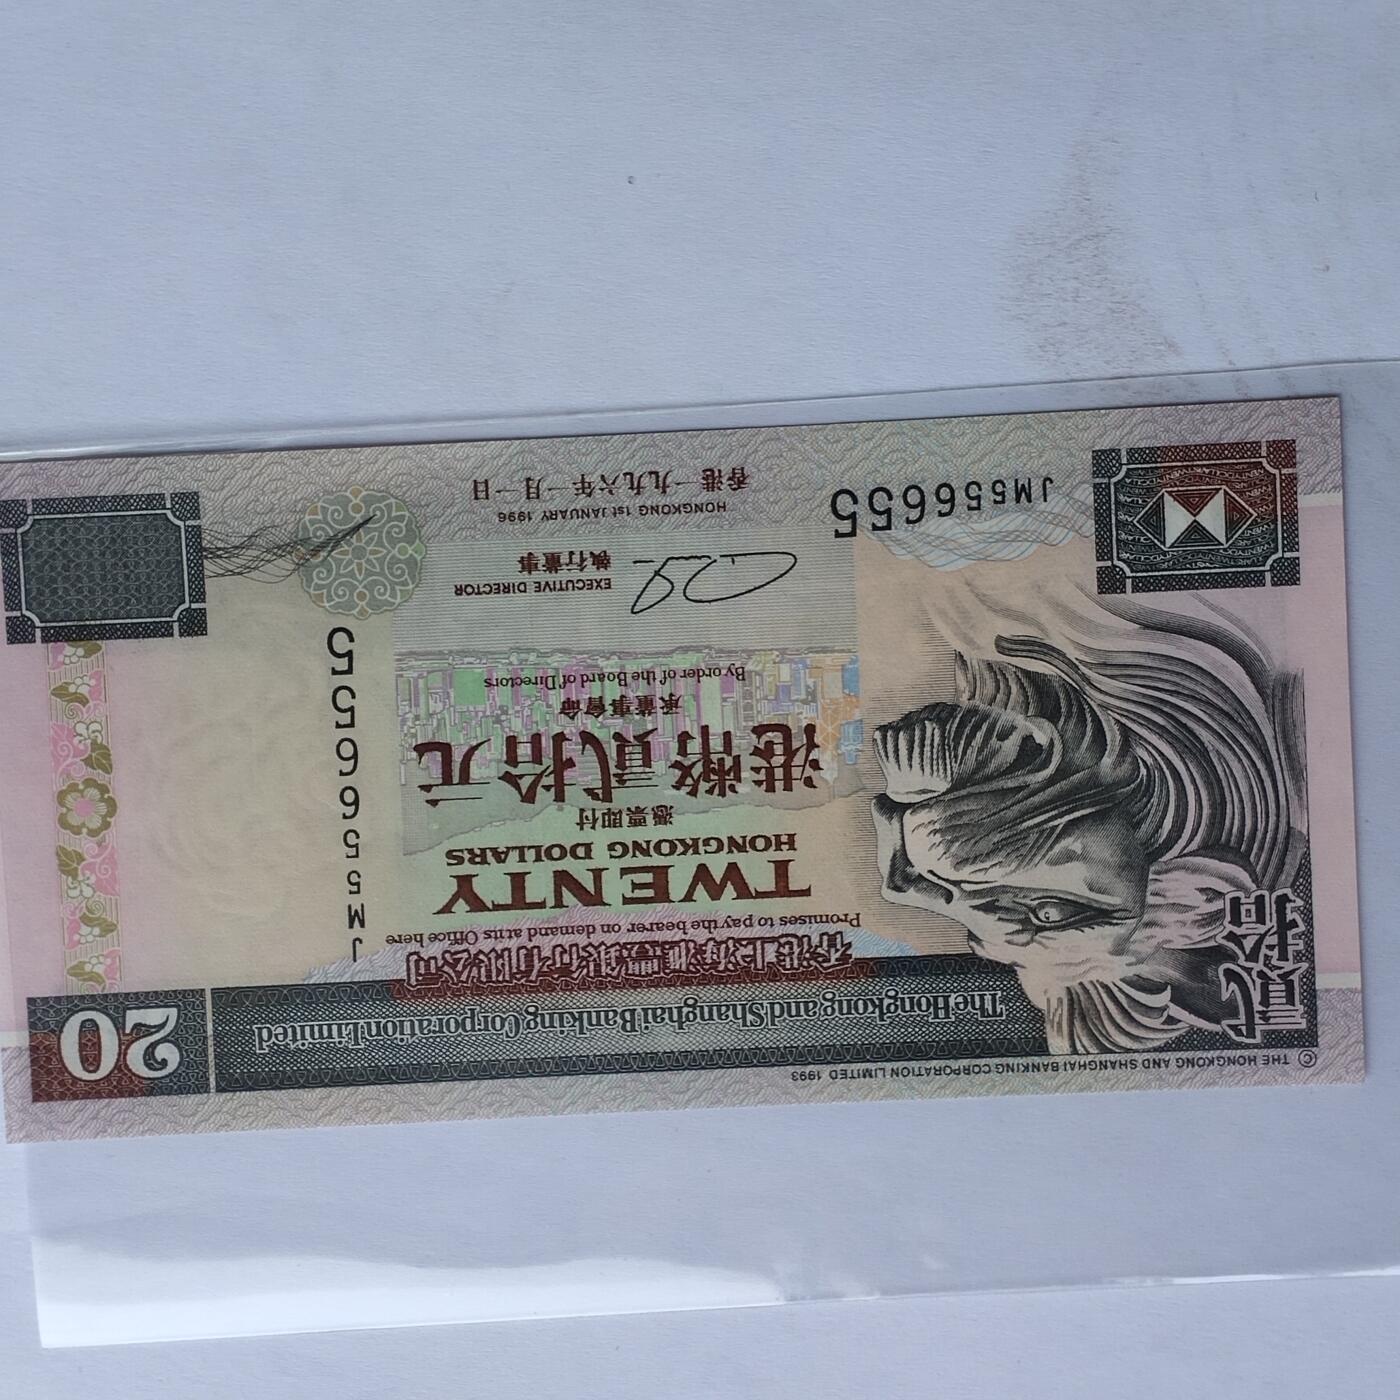 © THE HONGKONG AND SHANGHAI BANKING CORPORATION LIMITED 1993
The Hongkong and Shanghai Banking Corporation Limited
20
貳拾
香港上海滙豐銀行有限公司
Promises to pay the bearer on demand at its Office here
TWENTY
HONGKONG DOLLARS
憑票即付
港幣貳拾元
承董事會命
By order of the Board of Directors
JM556655
EXECUTIVE DIRECTOR
執行董事
JM556655
HONGKONG 1st JANUARY 1996
香港一九九六年一月一日